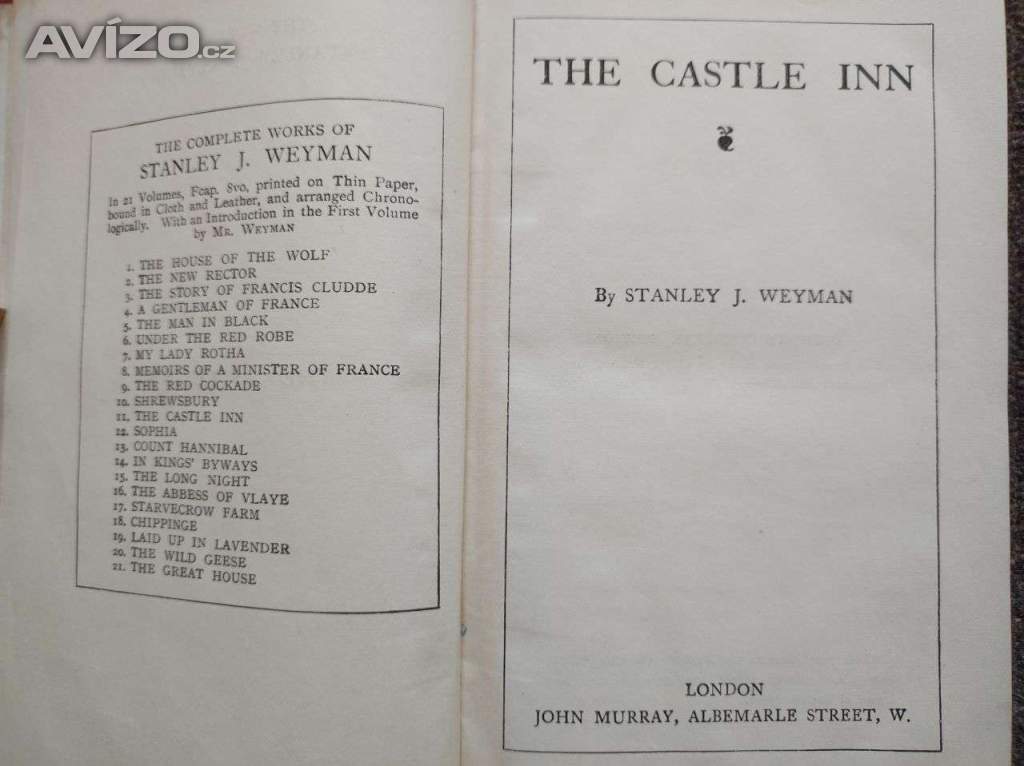 AVÍZO.cz
THE COMPLETE WORKS OF
STANLEY J. WEYMAN
In 21 Volumes, Fcap. 8vo, printed on Thin Paper,
bound in Cloth and Leather, and arranged Chrono-
logically. With an Introduction in the First Volume
by MR. WEYMAN
1. THE HOUSE OF THE WOLF
2. THE NEW RECTOR
3. THE STORY OF FRANCIS CLUDDE
4. A GENTLEMAN OF FRANCE
5. THE MAN IN BLACK
6. UNDER THE RED ROBE
7. MY LADY ROTHA
8. MEMOIRS OF A MINISTER OF FRANCE
9. THE RED COCKADE
10. SHREWSBURY
11. THE CASTLE INN
12. SOPHIA
13. COUNT HANNIBAL
14. IN KINGS' BYWAYS
15. THE LONG NIGHT
16. THE ABBESS OF VLAYE
17. STARVECROW FARM
18. CHIPPINGE
19. LAID UP IN LAVENDER
20. THE WILD GEESE
21. THE GREAT HOUSE
THE CASTLE INN
By STANLEY J. WEYMAN
LONDON
JOHN MURRAY, ALBEMARLE STREET, W.